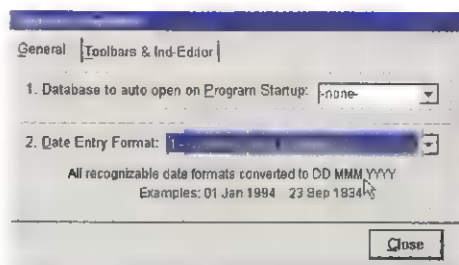 General Toolbars & Ind-Editor
1. Database to auto open on Program Startup: -none-
2. Date Entry Format: 1 -
All recognizable date formats converted to DD MMM YYYY
Examples: 01 Jan 1994 23 Sep 1934
Close